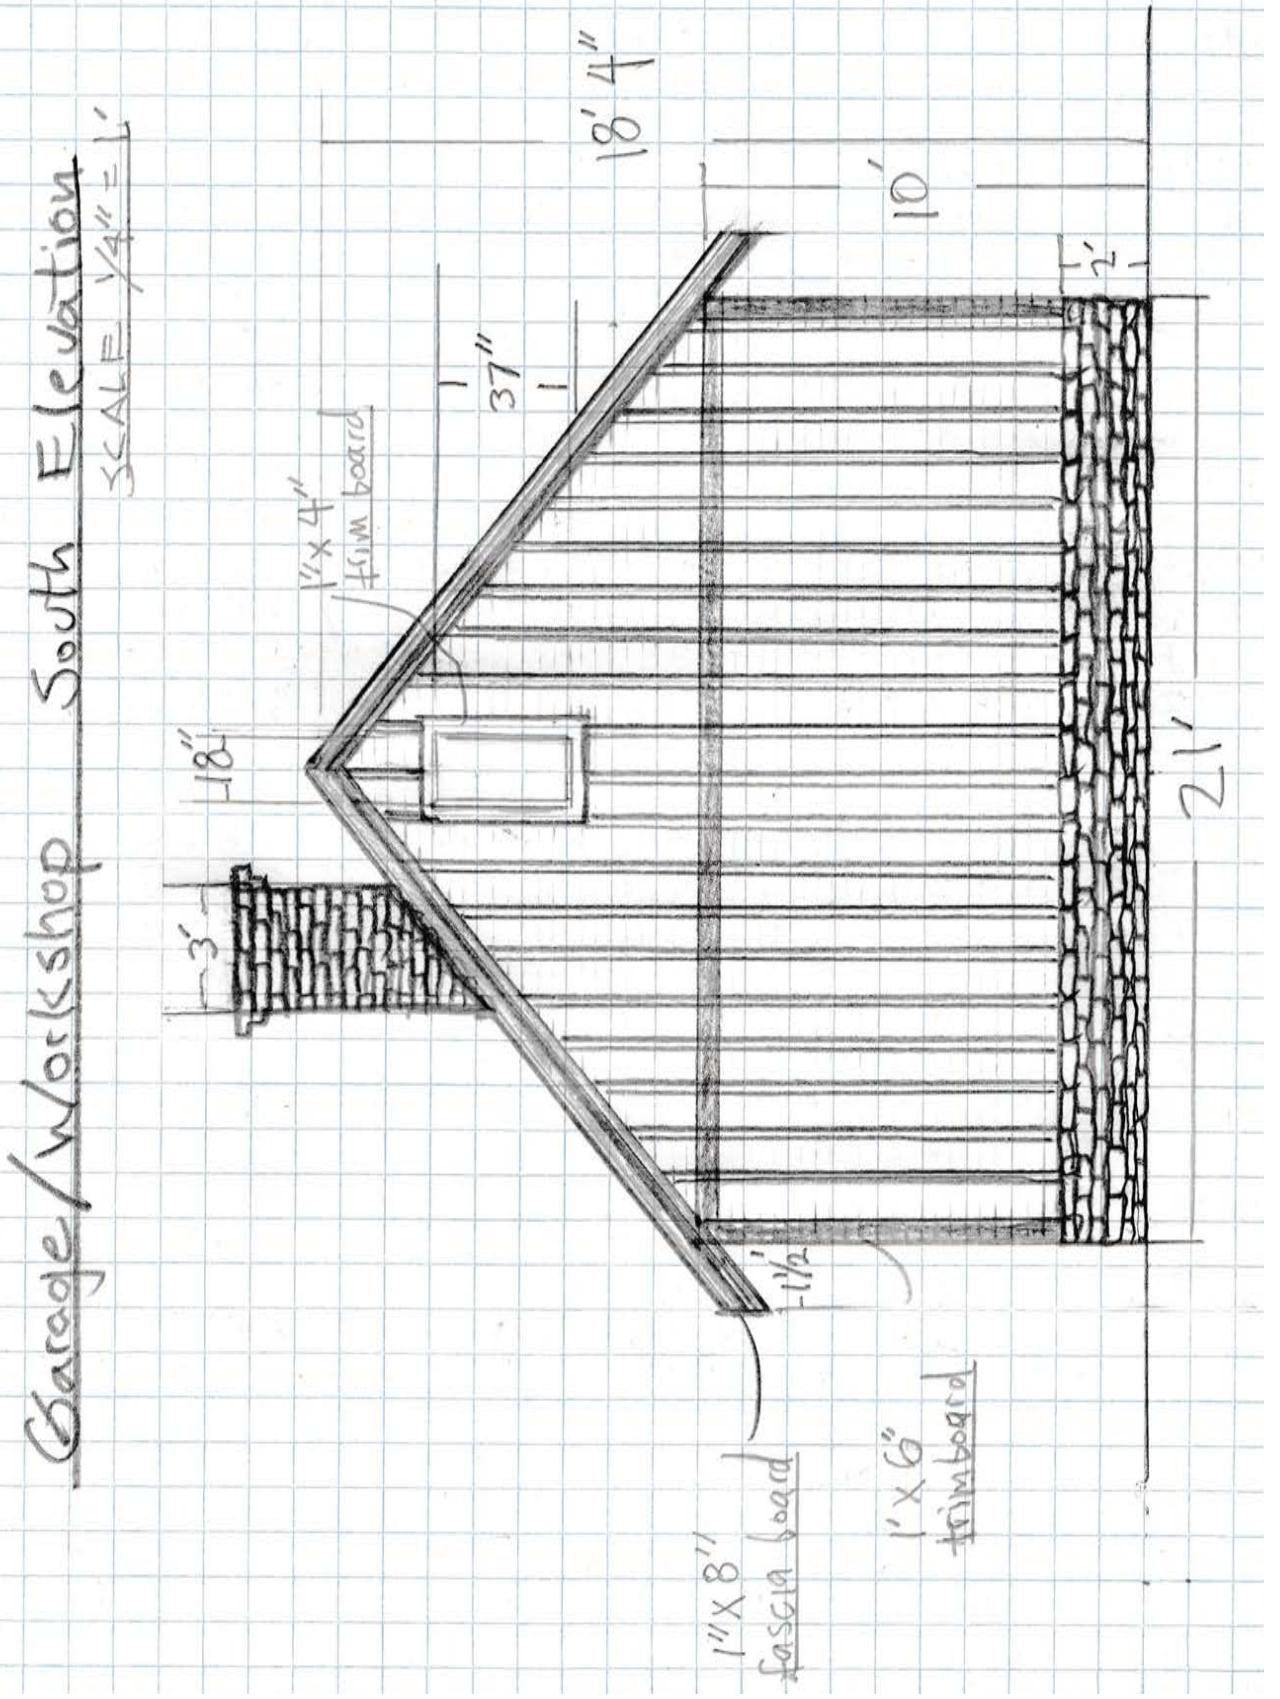 Garage/Workshop South Elevation
SCALE 1/4" = 1'
3'
18"
1"x 4"
trim board
37"
18' 4"
10'
2'
1 1/2'
1" X 8"
fascia board
1' X 6"
trimboard
21'